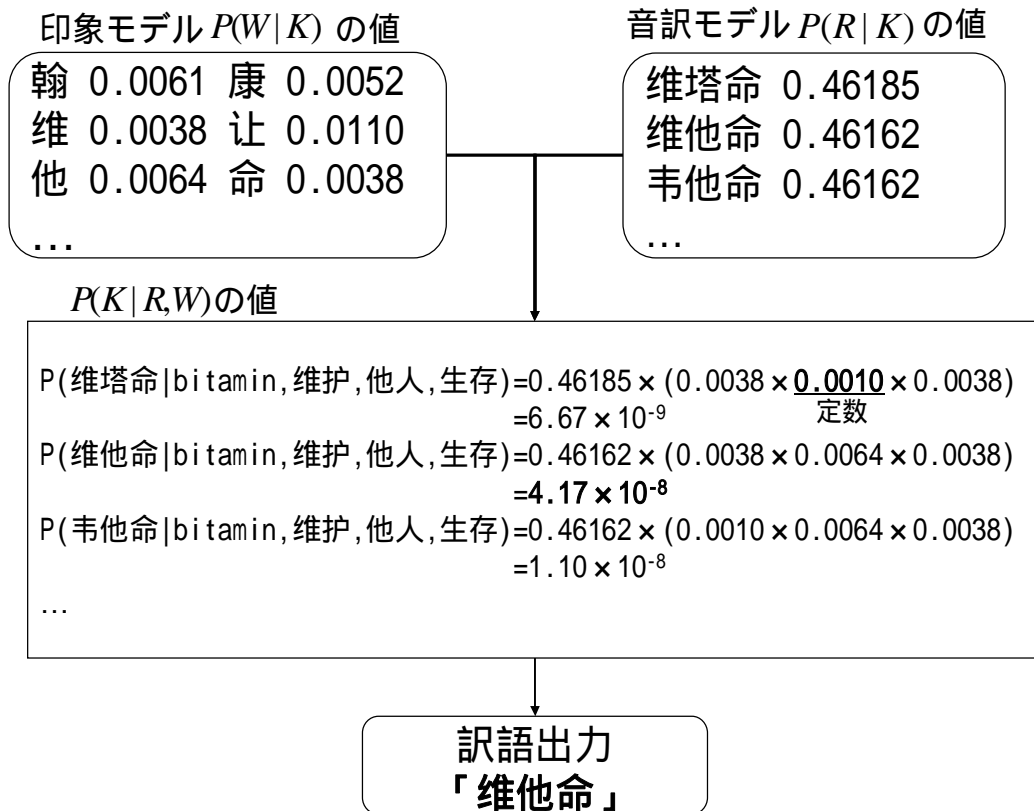 印象モデル P(W|K) の値
翰 0.0061 康 0.0052
维 0.0038 让 0.0110
他 0.0064 命 0.0038
...
音訳モデル P(R|K) の値
维塔命 0.46185
维他命 0.46162
韦他命 0.46162
...
P(K|R,W)の値
P(维塔命|bitamin,维护,他人,生存)=0.46185×(0.0038×0.0010×0.0038)
定数
=6.67×10-9
P(维他命|bitamin,维护,他人,生存)=0.46162×(0.0038×0.0064×0.0038)
=4.17×10-8
P(韦他命|bitamin,维护,他人,生存)=0.46162×(0.0010×0.0064×0.0038)
=1.10×10-8
...
訳語出力
「维他命」